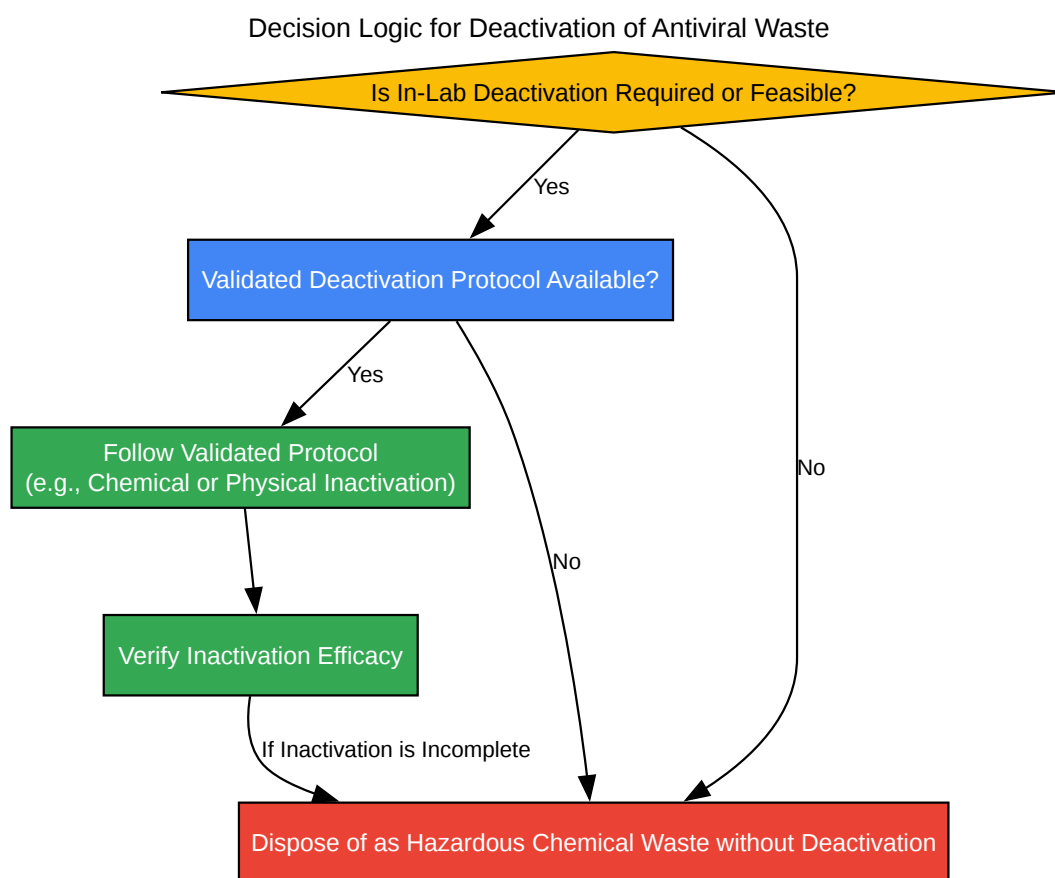 Decision Logic for Deactivation of Antiviral Waste
Is In-Lab Deactivation Required or Feasible?
Yes
Validated Deactivation Protocol Available?
Yes
Follow Validated Protocol
(e.g., Chemical or Physical Inactivation)
No
No
Verify Inactivation Efficacy
If Inactivation is Incomplete
Dispose of as Hazardous Chemical Waste without Deactivation